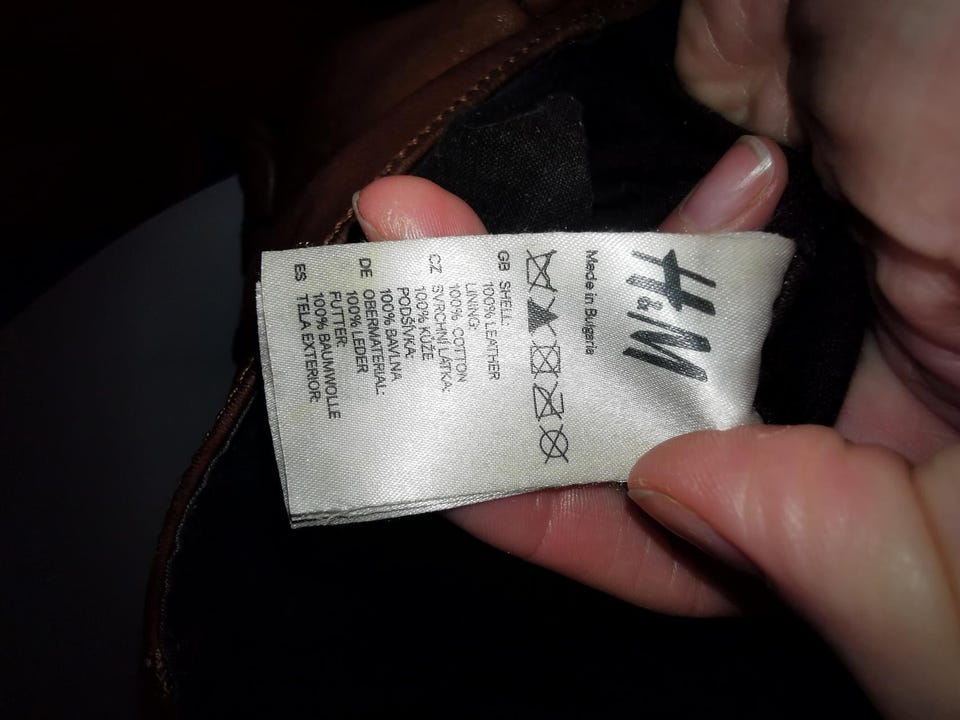 H&M
Made in Bulgaria
GB SHELL:
100% LEATHER
LINING:
100% COTTON
CZ SVRCHNÍ LÁTKA:
100% KŮŽE
PODŠÍVKA:
100% BAVLNA
DE OBERMATERIAL:
100% LEDER
FUTTER:
100% BAUMWOLLE
ES TELA EXTERIOR: